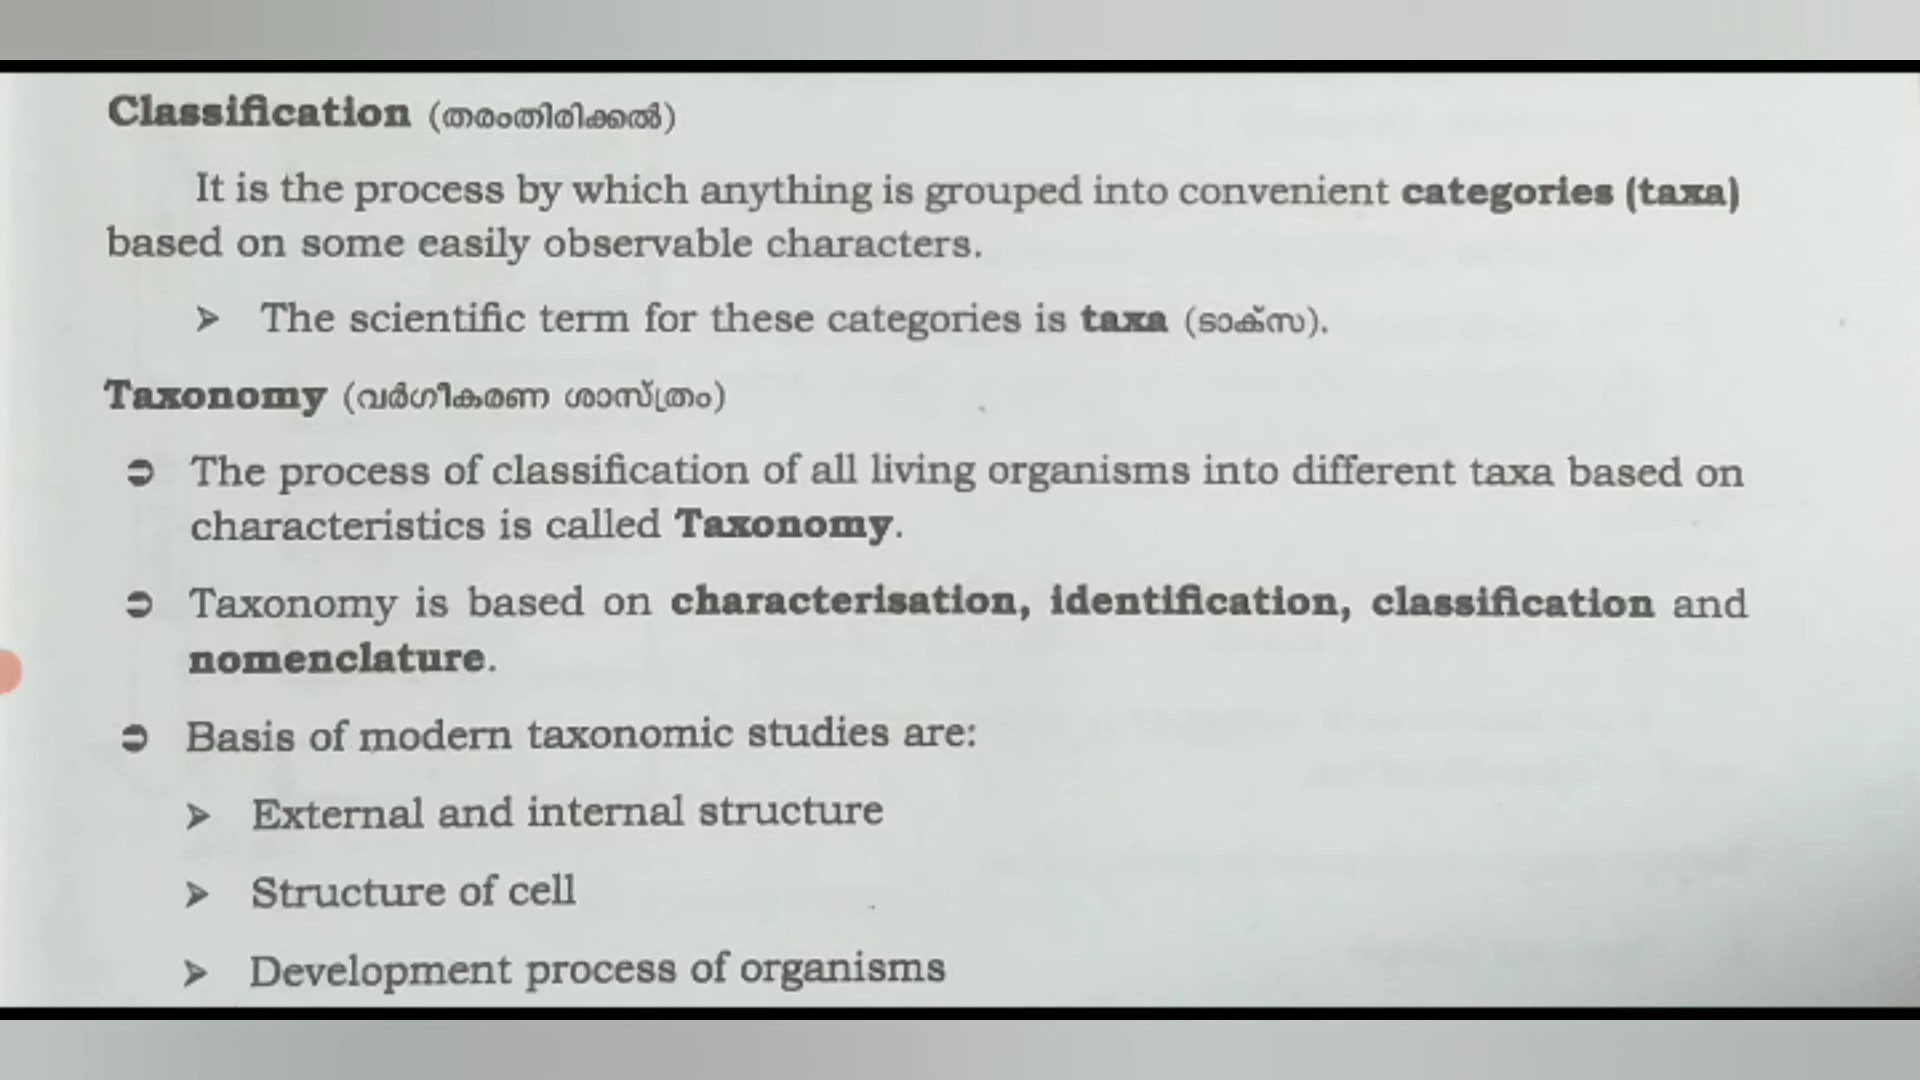 Classification (തരംതിരിക്കൽ)
It is the process by which anything is grouped into convenient categories (taxa)
based on some easily observable characters.
➤ The scientific term for these categories is taxa (ടാക്സ).
Taxonomy (വർഗീകരണ ശാസ്ത്രം)
➲ The process of classification of all living organisms into different taxa based on
characteristics is called Taxonomy.
➲ Taxonomy is based on characterisation, identification, classification and
nomenclature.
➲ Basis of modern taxonomic studies are:
➤ External and internal structure
➤ Structure of cell
➤ Development process of organisms